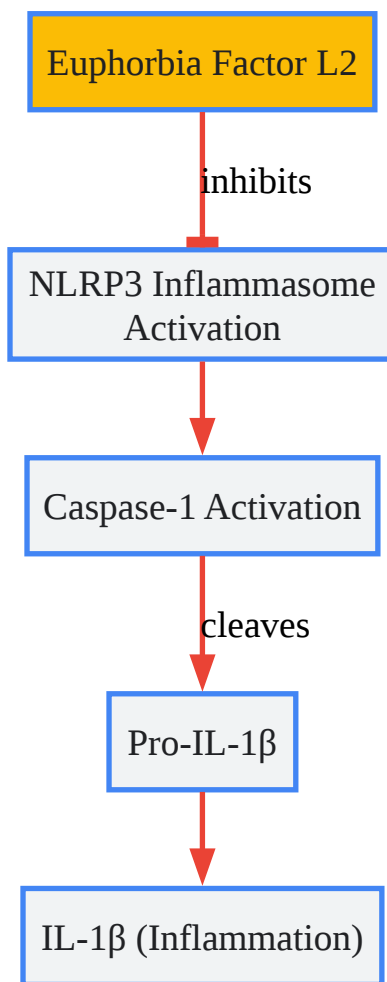 Euphorbia Factor L2
inhibits
NLRP3 Inflammasome
Activation
Caspase-1 Activation
cleaves
Pro-IL-1β
IL-1β (Inflammation)